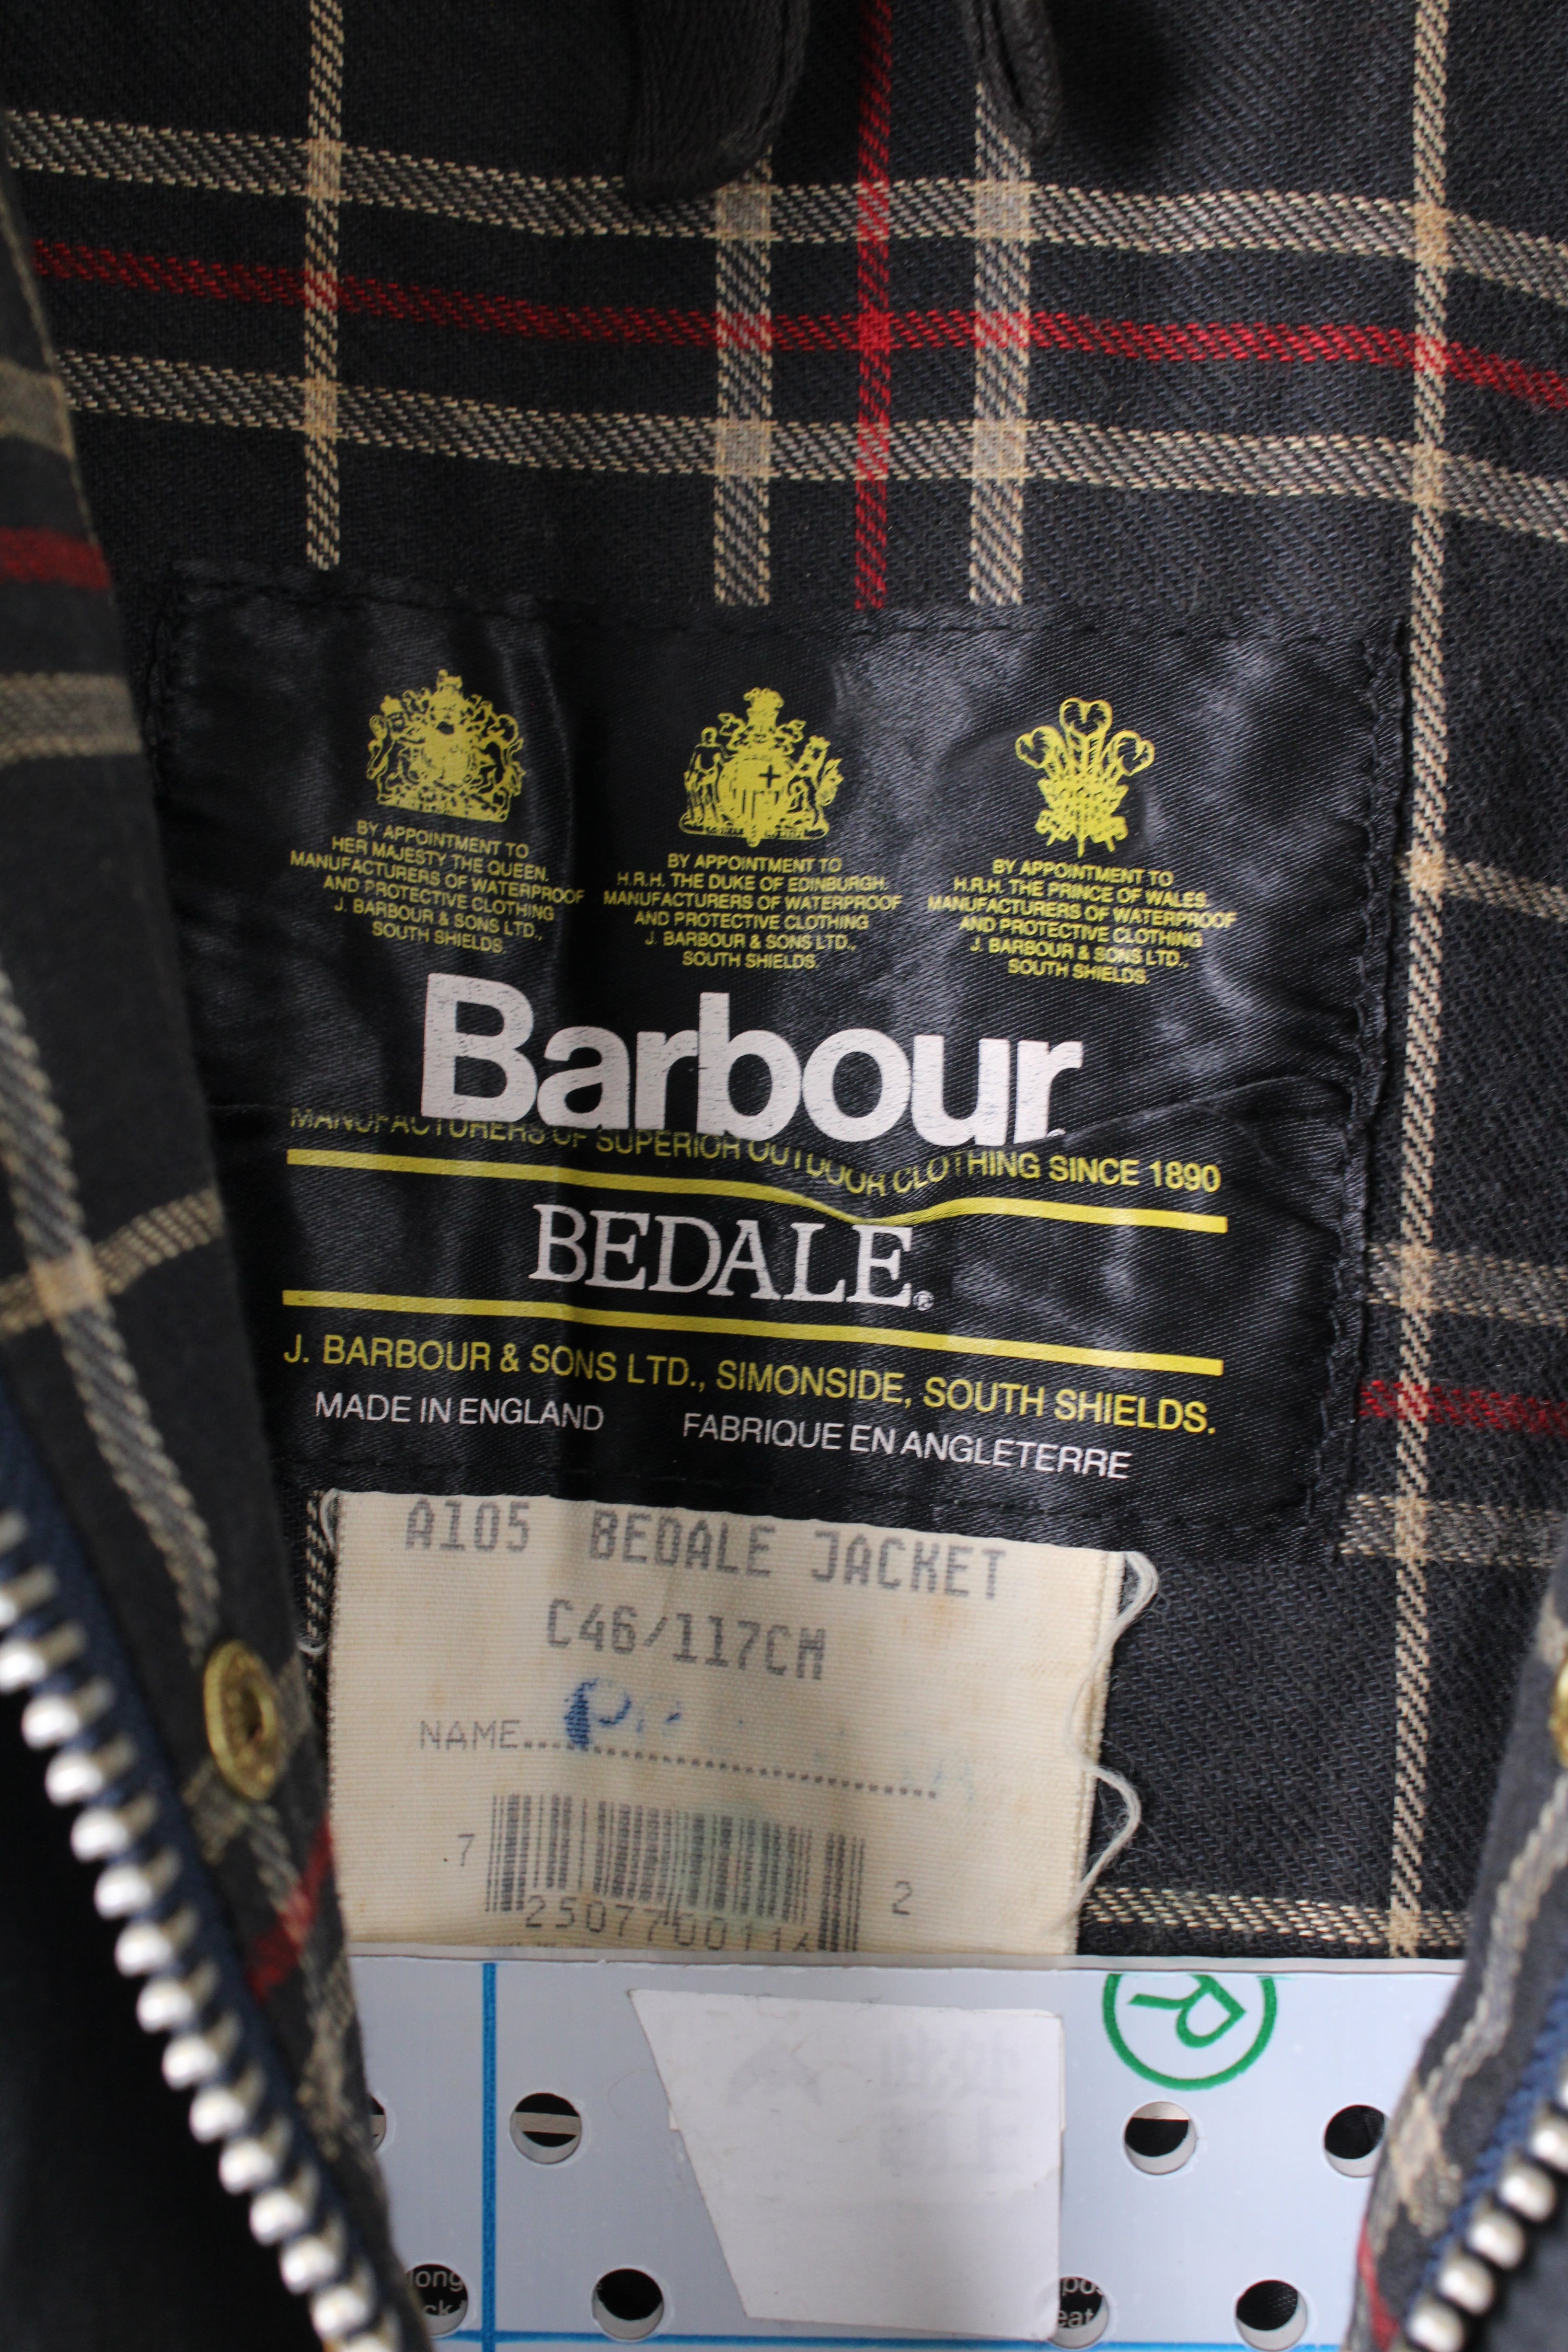 BY APPOINTMENT TO
HER MAJESTY THE QUEEN.
MANUFACTURERS OF WATERPROOF
AND PROTECTIVE CLOTHING
J. BARBOUR & SONS LTD.,
SOUTH SHIELDS.
BY APPOINTMENT TO
H.R.H. THE DUKE OF EDINBURGH.
MANUFACTURERS OF WATERPROOF
AND PROTECTIVE CLOTHING
J. BARBOUR & SONS LTD.,
SOUTH SHIELDS.
BY APPOINTMENT TO
H.R.H. THE PRINCE OF WALES.
MANUFACTURERS OF WATERPROOF
AND PROTECTIVE CLOTHING
J. BARBOUR & SONS LTD.,
SOUTH SHIELDS.
Barbour
MANUFACTURERS OF SUPERIOR OUTDOOR CLOTHING SINCE 1890
BEDALE.®
J. BARBOUR & SONS LTD., SIMONSIDE, SOUTH SHIELDS.
MADE IN ENGLAND FABRIQUE EN ANGLETERRE
A105 BEDALE JACKET
C46/117CM
NAME
7 2
R